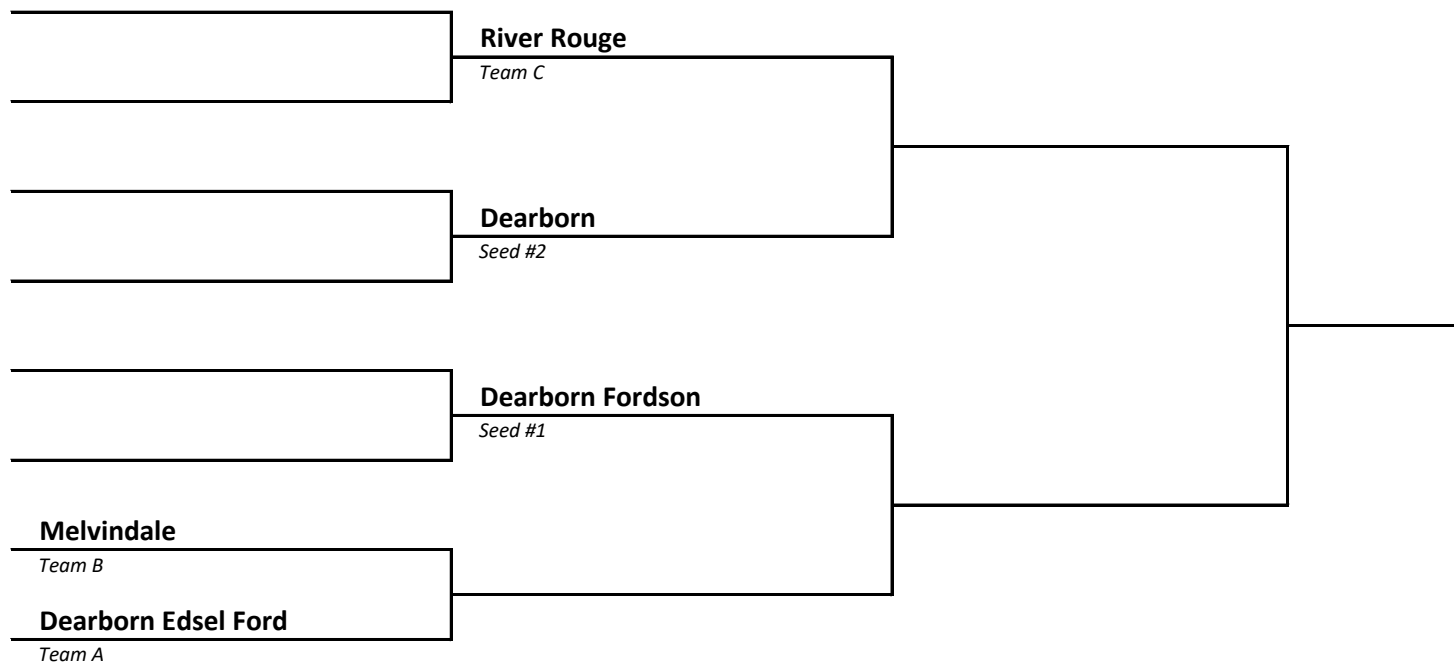 River Rouge
Team C
Dearborn
Seed #2
Dearborn Fordson
Seed #1
Melvindale
Team B
Dearborn Edsel Ford
Team A